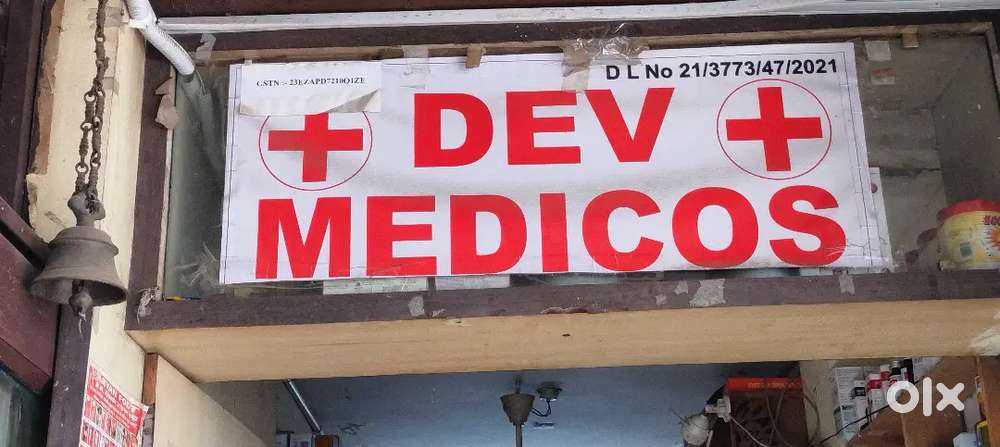 GSTN :- 23EZAPD7210Q1ZE
D L No 21/3773/47/2021
DEV
MEDICOS
olx